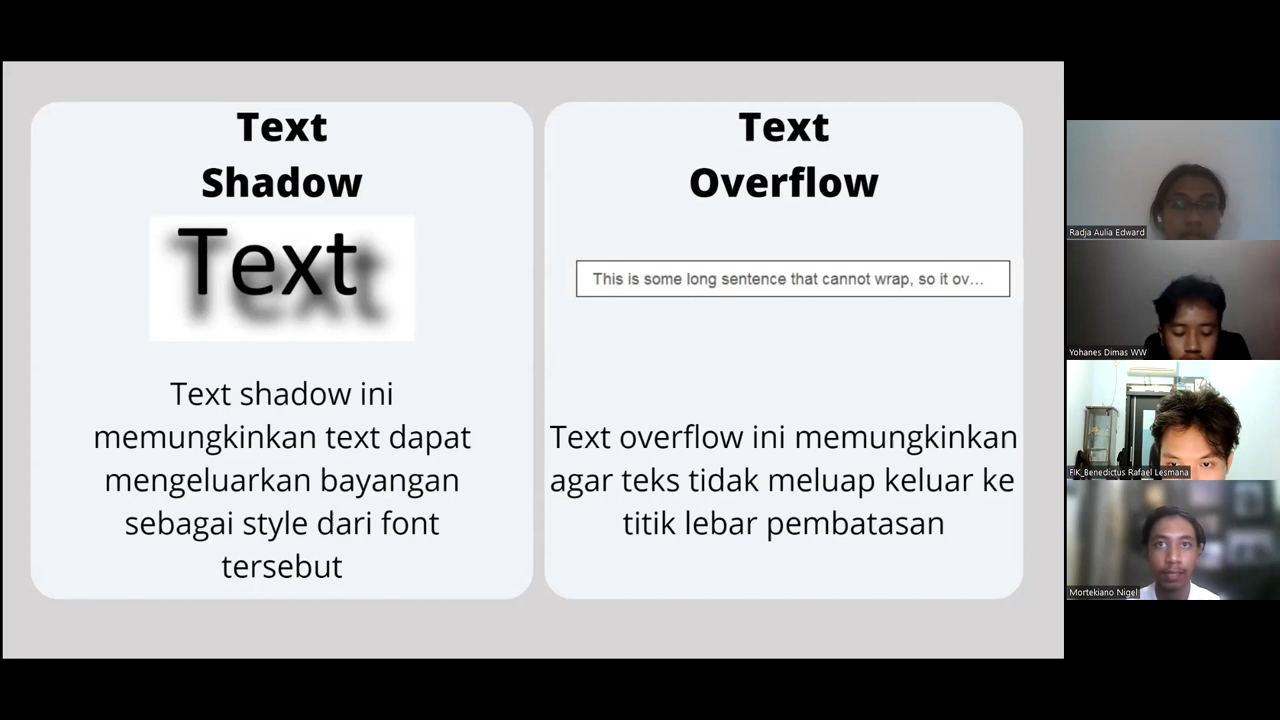 Text
Shadow
Text
Text shadow ini
memungkinkan text dapat
mengeluarkan bayangan
sebagai style dari font
tersebut
Text
Overflow
This is some long sentence that cannot wrap, so it ov...
Text overflow ini memungkinkan
agar teks tidak meluap keluar ke
titik lebar pembatasan
Radja Aulia Edward
Yohanes Dimas WW
FIK_Benedictus Rafael Lesmana
Mortekiano Nigel